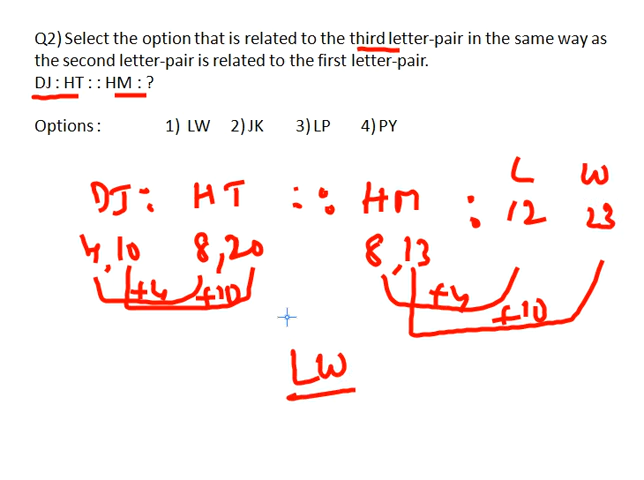 Q2) Select the option that is related to the third letter-pair in the same way as
the second letter-pair is related to the first letter-pair.
DJ : HT : : HM : ?
Options : 1) LW 2) JK 3) LP 4) PY
L W
DJ : HT : : HM : 12 23
4,10 8,20 8,13
+4 +10 +4 +10
LW